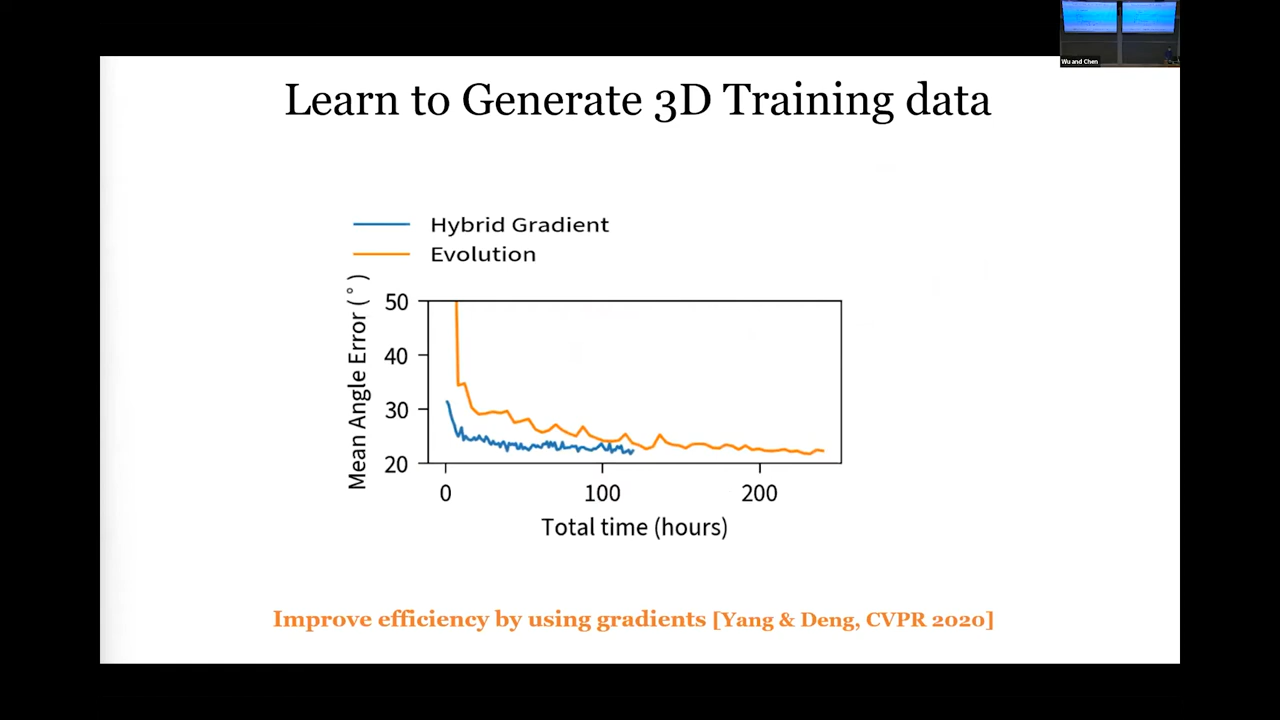 Wu and Chen
Learn to Generate 3D Training data
Hybrid Gradient
Evolution
Mean Angle Error (°)
50
40
30
20
0 100 200
Total time (hours)
Improve efficiency by using gradients [Yang & Deng, CVPR 2020]